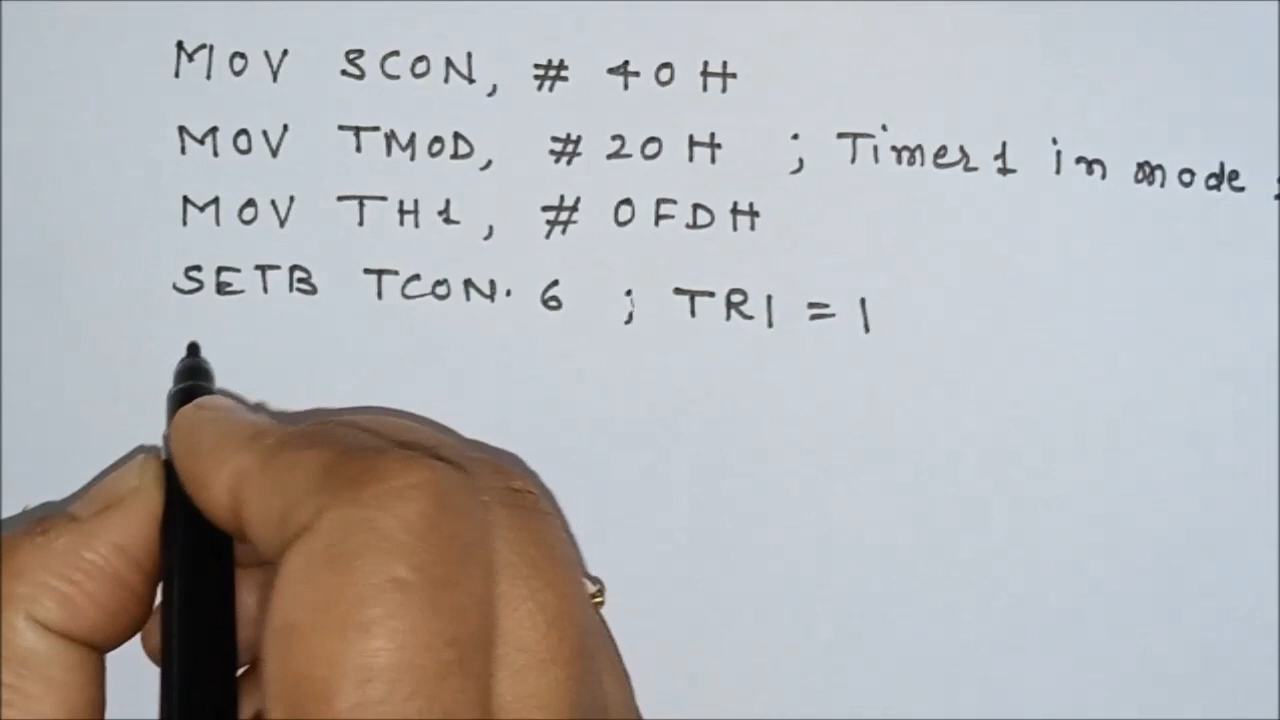 MOV SCON, # 40H
MOV TMOD, #20H ; Timer1 in mode
MOV TH1, # 0FDH
SETB TCON.6 ; TR1 = 1